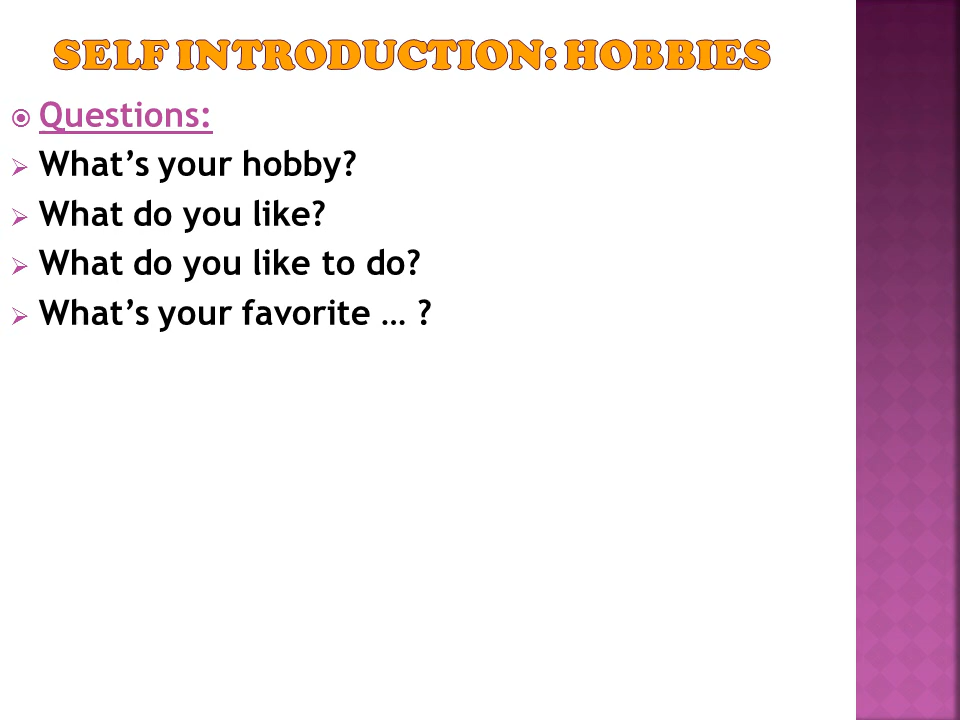 SELF INTRODUCTION: HOBBIES
Questions:
What’s your hobby?
What do you like?
What do you like to do?
What’s your favorite … ?